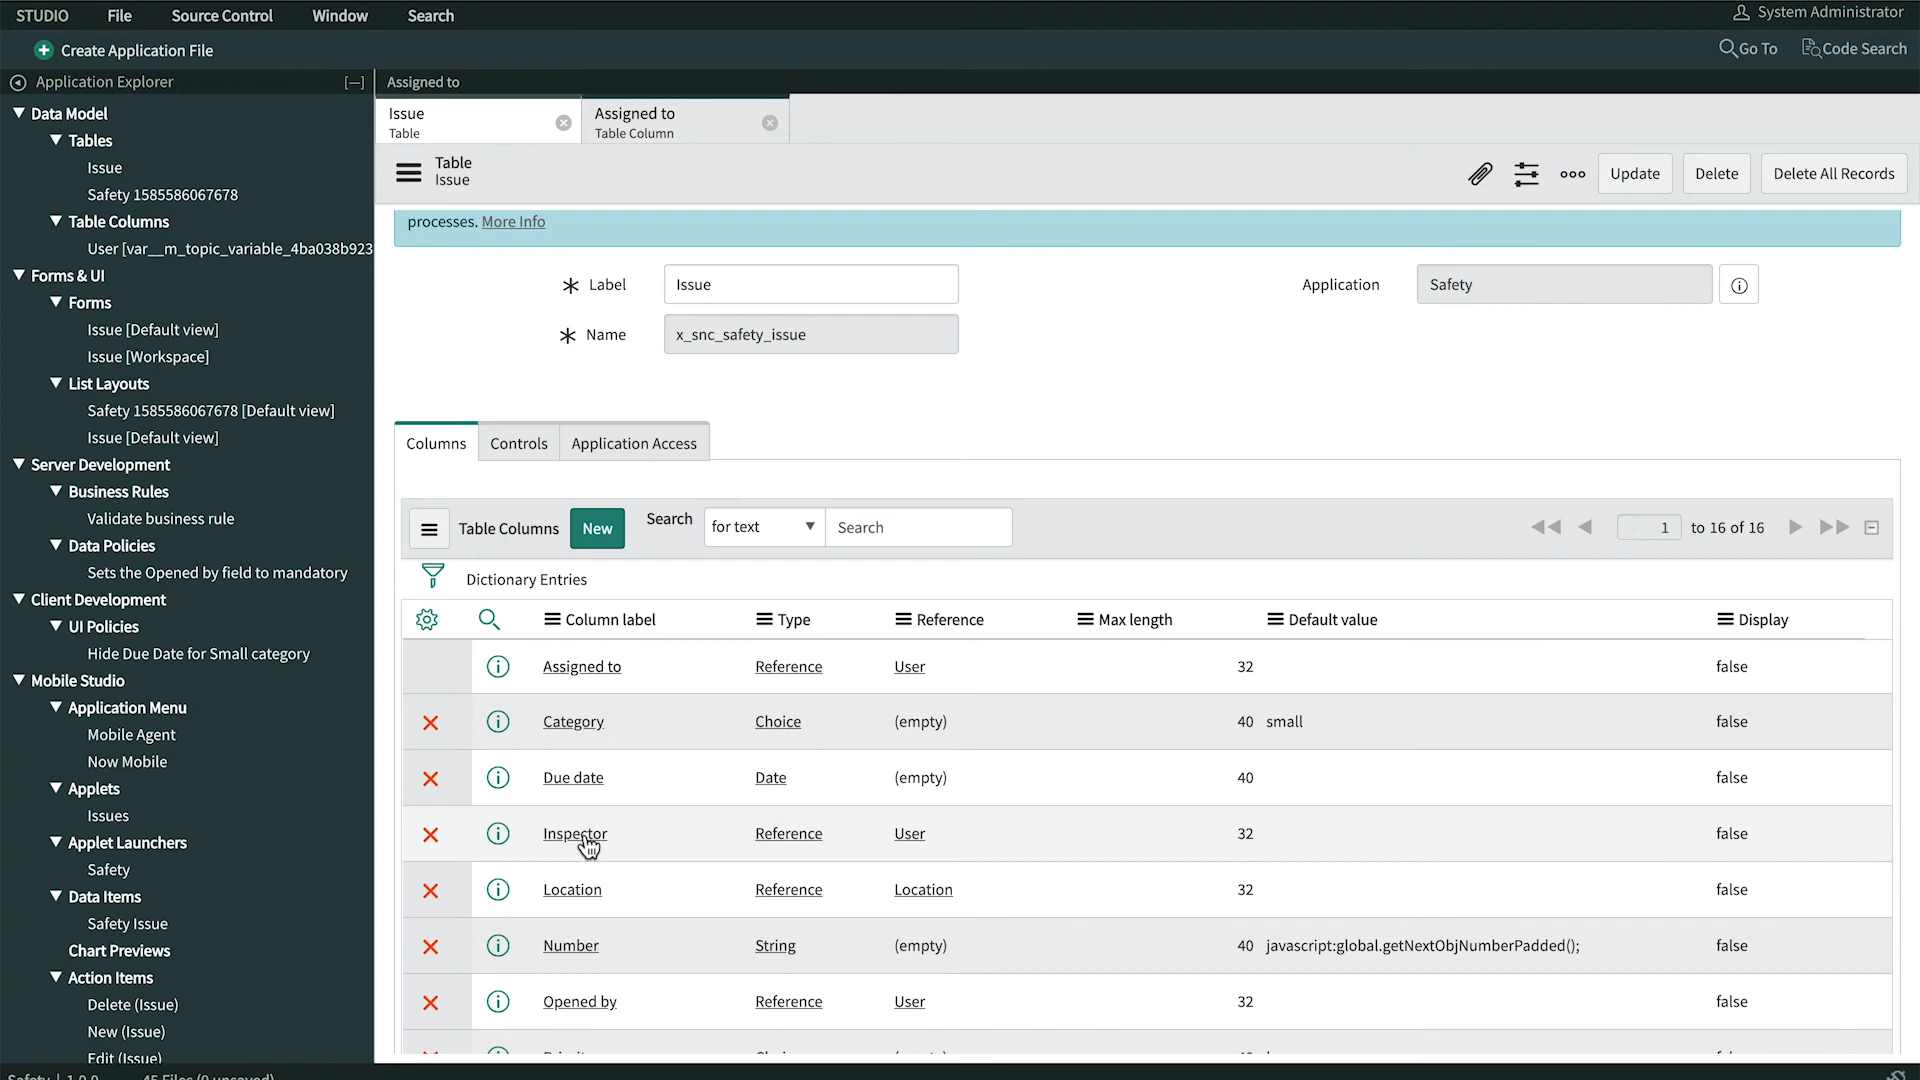 STUDIO File Source Control Window Search System Administrator
Create Application File Go To Code Search
Application Explorer [—] Assigned to
Data Model
Tables
Issue
Safety 1585586067678
Table Columns
User [var__m_topic_variable_4ba038b923
Forms & UI
Forms
Issue [Default view]
Issue [Workspace]
List Layouts
Safety 1585586067678 [Default view]
Issue [Default view]
Server Development
Business Rules
Validate business rule
Data Policies
Sets the Opened by field to mandatory
Client Development
UI Policies
Hide Due Date for Small category
Mobile Studio
Application Menu
Mobile Agent
Now Mobile
Applets
Issues
Applet Launchers
Safety
Data Items
Safety Issue
Chart Previews
Action Items
Delete (Issue)
New (Issue)
Edit (Issue)
Issue
Table
Assigned to
Table Column
Table
Issue
Update Delete Delete All Records
processes. More Info
Label Issue Application Safety
Name x_snc_safety_issue
Columns Controls Application Access
Table Columns New Search for text Search 1 to 16 of 16
Dictionary Entries
Column label Type Reference Max length Default value Display
Assigned to Reference User 32 false
Category Choice (empty) 40 small false
Due date Date (empty) 40 false
Inspector Reference User 32 false
Location Reference Location 32 false
Number String (empty) 40 javascript:global.getNextObjNumberPadded(); false
Opened by Reference User 32 false
Safety | 1.0.0 45 Files (0 unsaved)